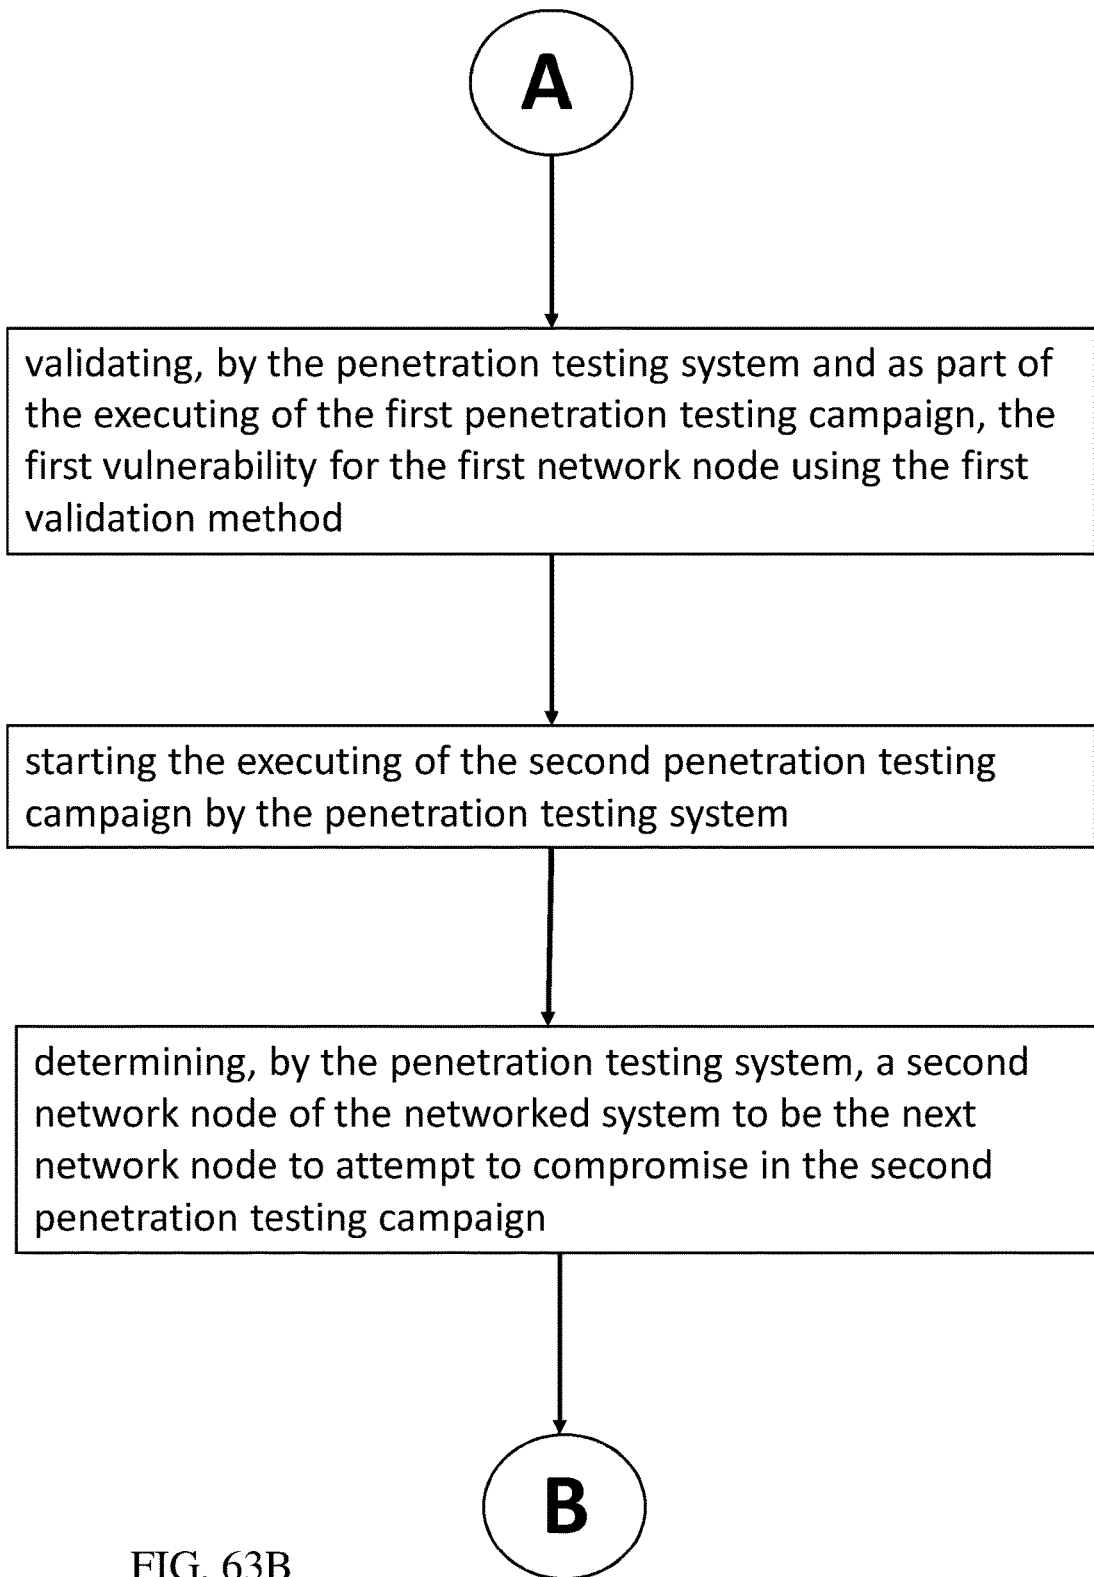 A
validating, by the penetration testing system and as part of
the executing of the first penetration testing campaign, the
first vulnerability for the first network node using the first
validation method
starting the executing of the second penetration testing
campaign by the penetration testing system
determining, by the penetration testing system, a second
network node of the networked system to be the next
network node to attempt to compromise in the second
penetration testing campaign
B
FIG. 63B